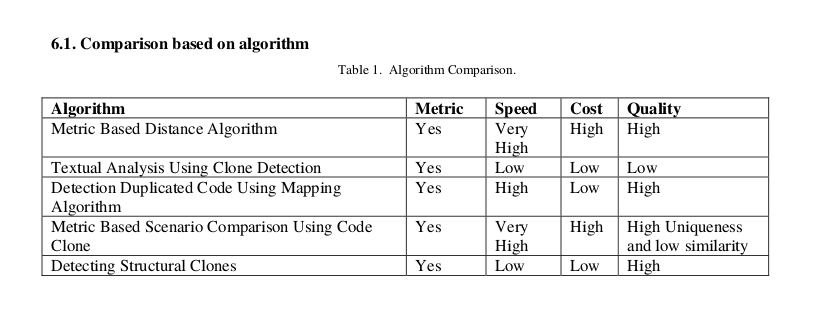 6.1. Comparison based on algorithm
Table 1. Algorithm Comparison.
Algorithm Metric Speed Cost Quality
Metric Based Distance Algorithm Yes Very High High High
Textual Analysis Using Clone Detection Yes Low Low Low
Detection Duplicated Code Using Mapping Algorithm Yes High Low High
Metric Based Scenario Comparison Using Code Clone Yes Very High High High Uniqueness and low similarity
Detecting Structural Clones Yes Low Low High